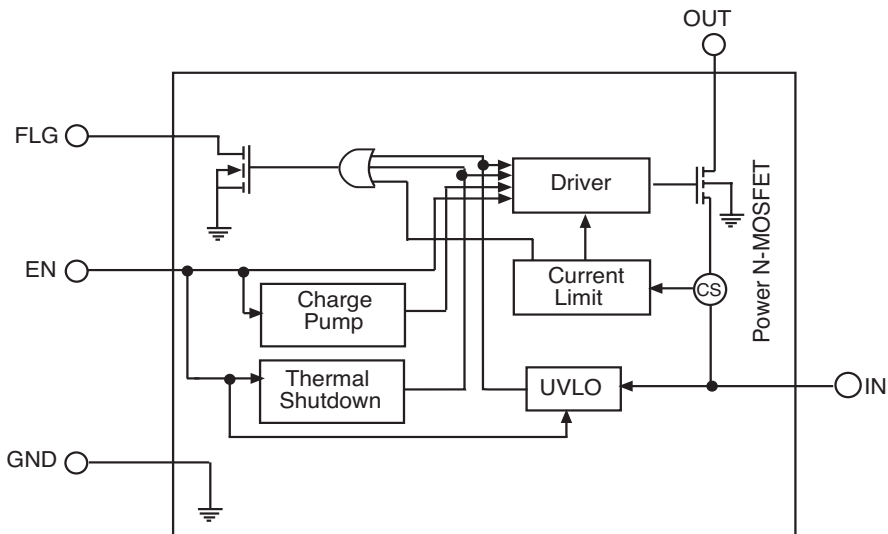 OUT
FLG
Driver
Power N-MOSFET
EN
Current
Limit
CS
Charge
Pump
Thermal
Shutdown
UVLO
IN
GND